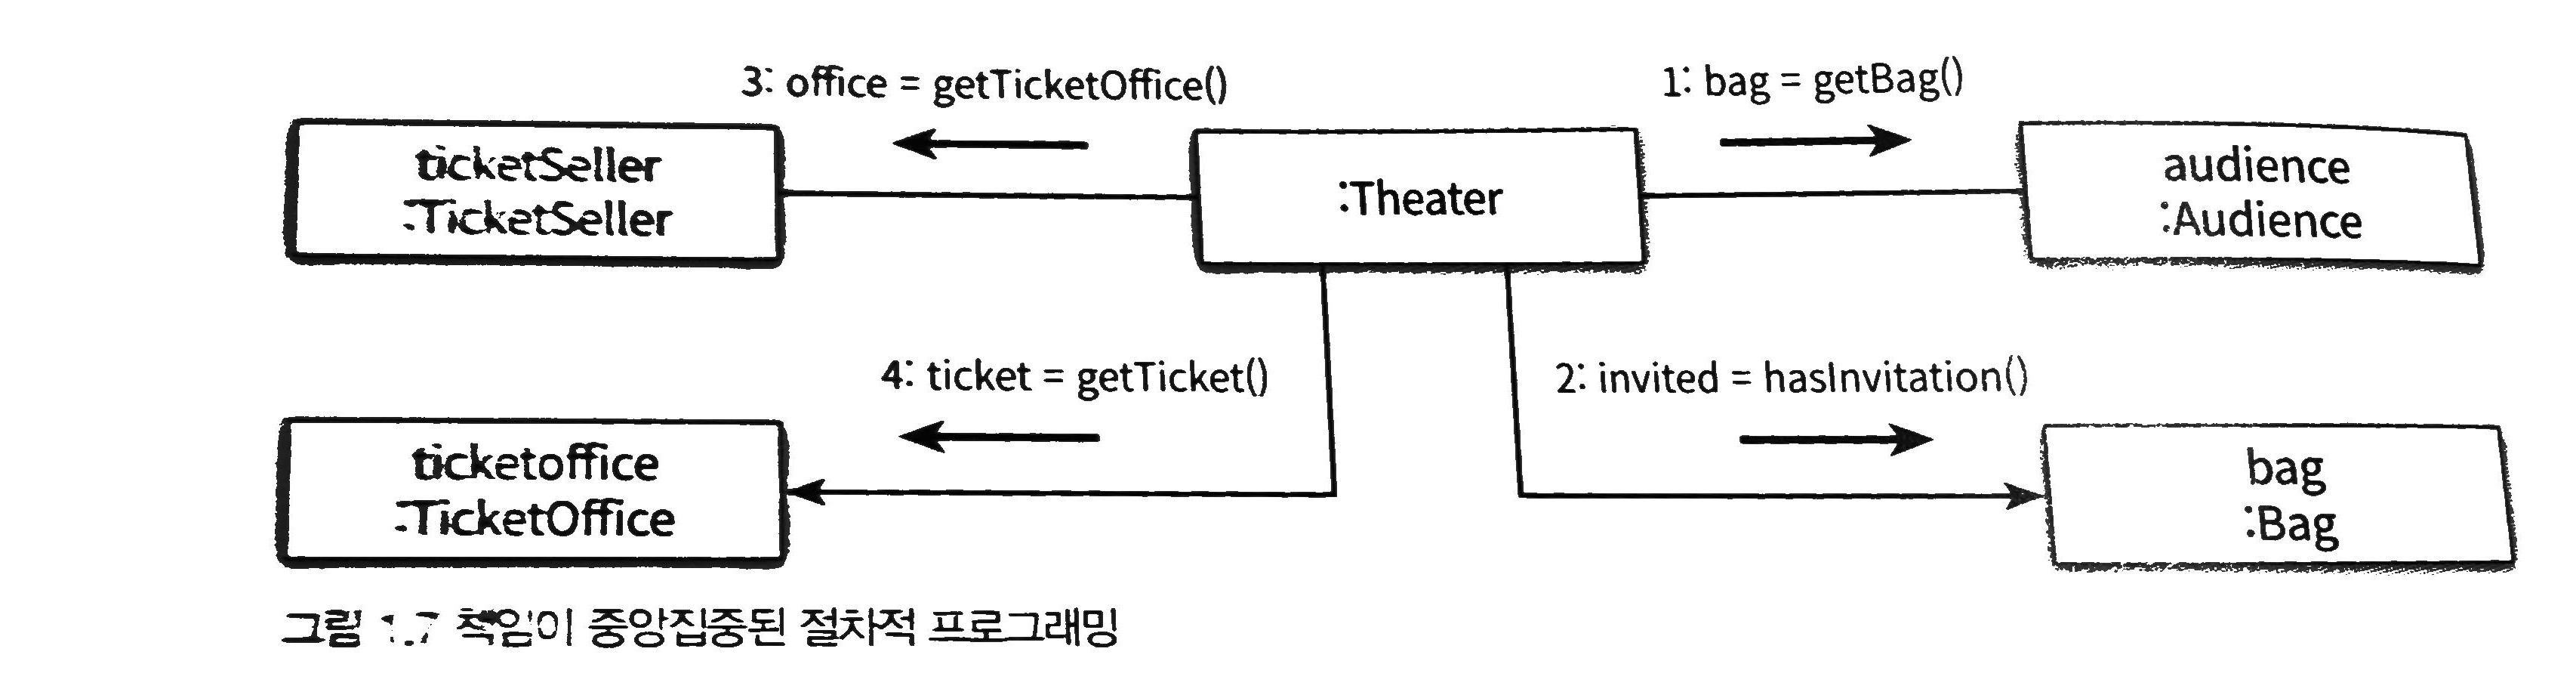 3: office = getTicketOffice()
1: bag = getBag()
ticketSeller
:TicketSeller
:Theater
audience
:Audience
4: ticket = getTicket()
2: invited = hasInvitation()
ticketoffice
:TicketOffice
bag
:Bag
그림 1.7 책임이 중앙집중된 절차적 프로그래밍